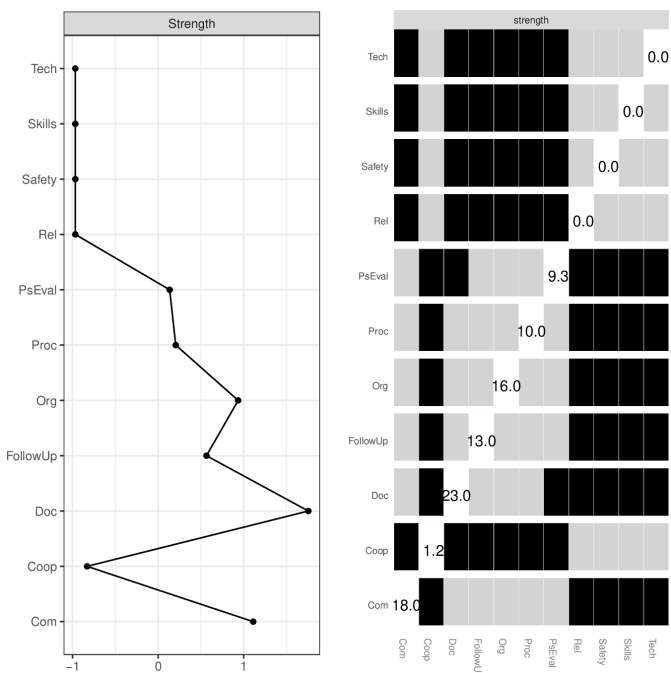 Strength
Tech
Skills
Safety
Rel
PsEval
Proc
Org
FollowUp
Doc
Coop
Com
−1 0 1
strength
Tech 0.0
Skills 0.0
Safety 0.0
Rel 0.0
PsEval 9.3
Proc 10.0
Org 16.0
FollowUp 13.0
Doc 23.0
Coop 1.2
Com 18.0
Com Coop Doc FollowU Org Proc PsEval Rel Safety Skills Tech